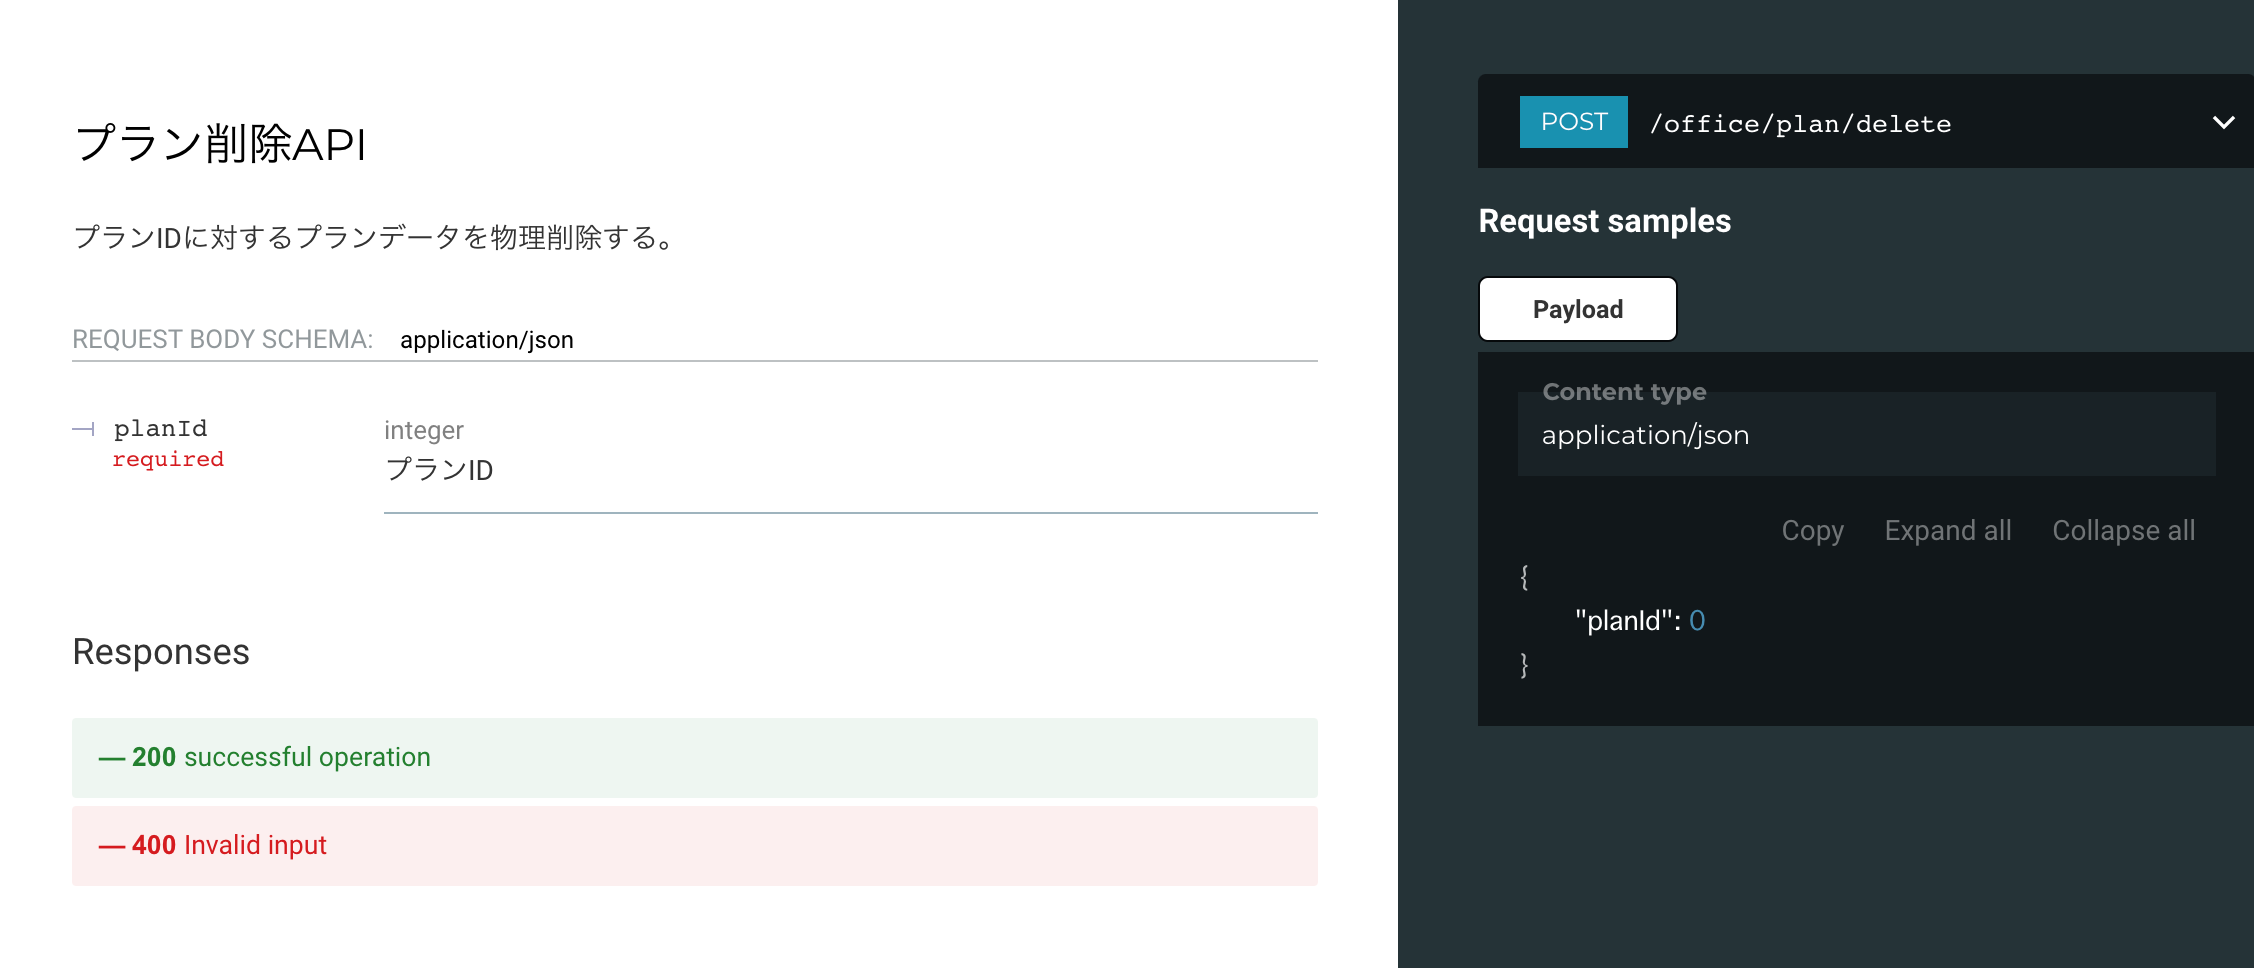 プラン削除API
プランIDに対するプランデータを物理削除する。
REQUEST BODY SCHEMA: application/json
planId
required
integer
プランID
Responses
— 200 successful operation
— 400 Invalid input
POST /office/plan/delete
Request samples
Payload
Content type
application/json
Copy Expand all Collapse all
{
"planId": 0
}